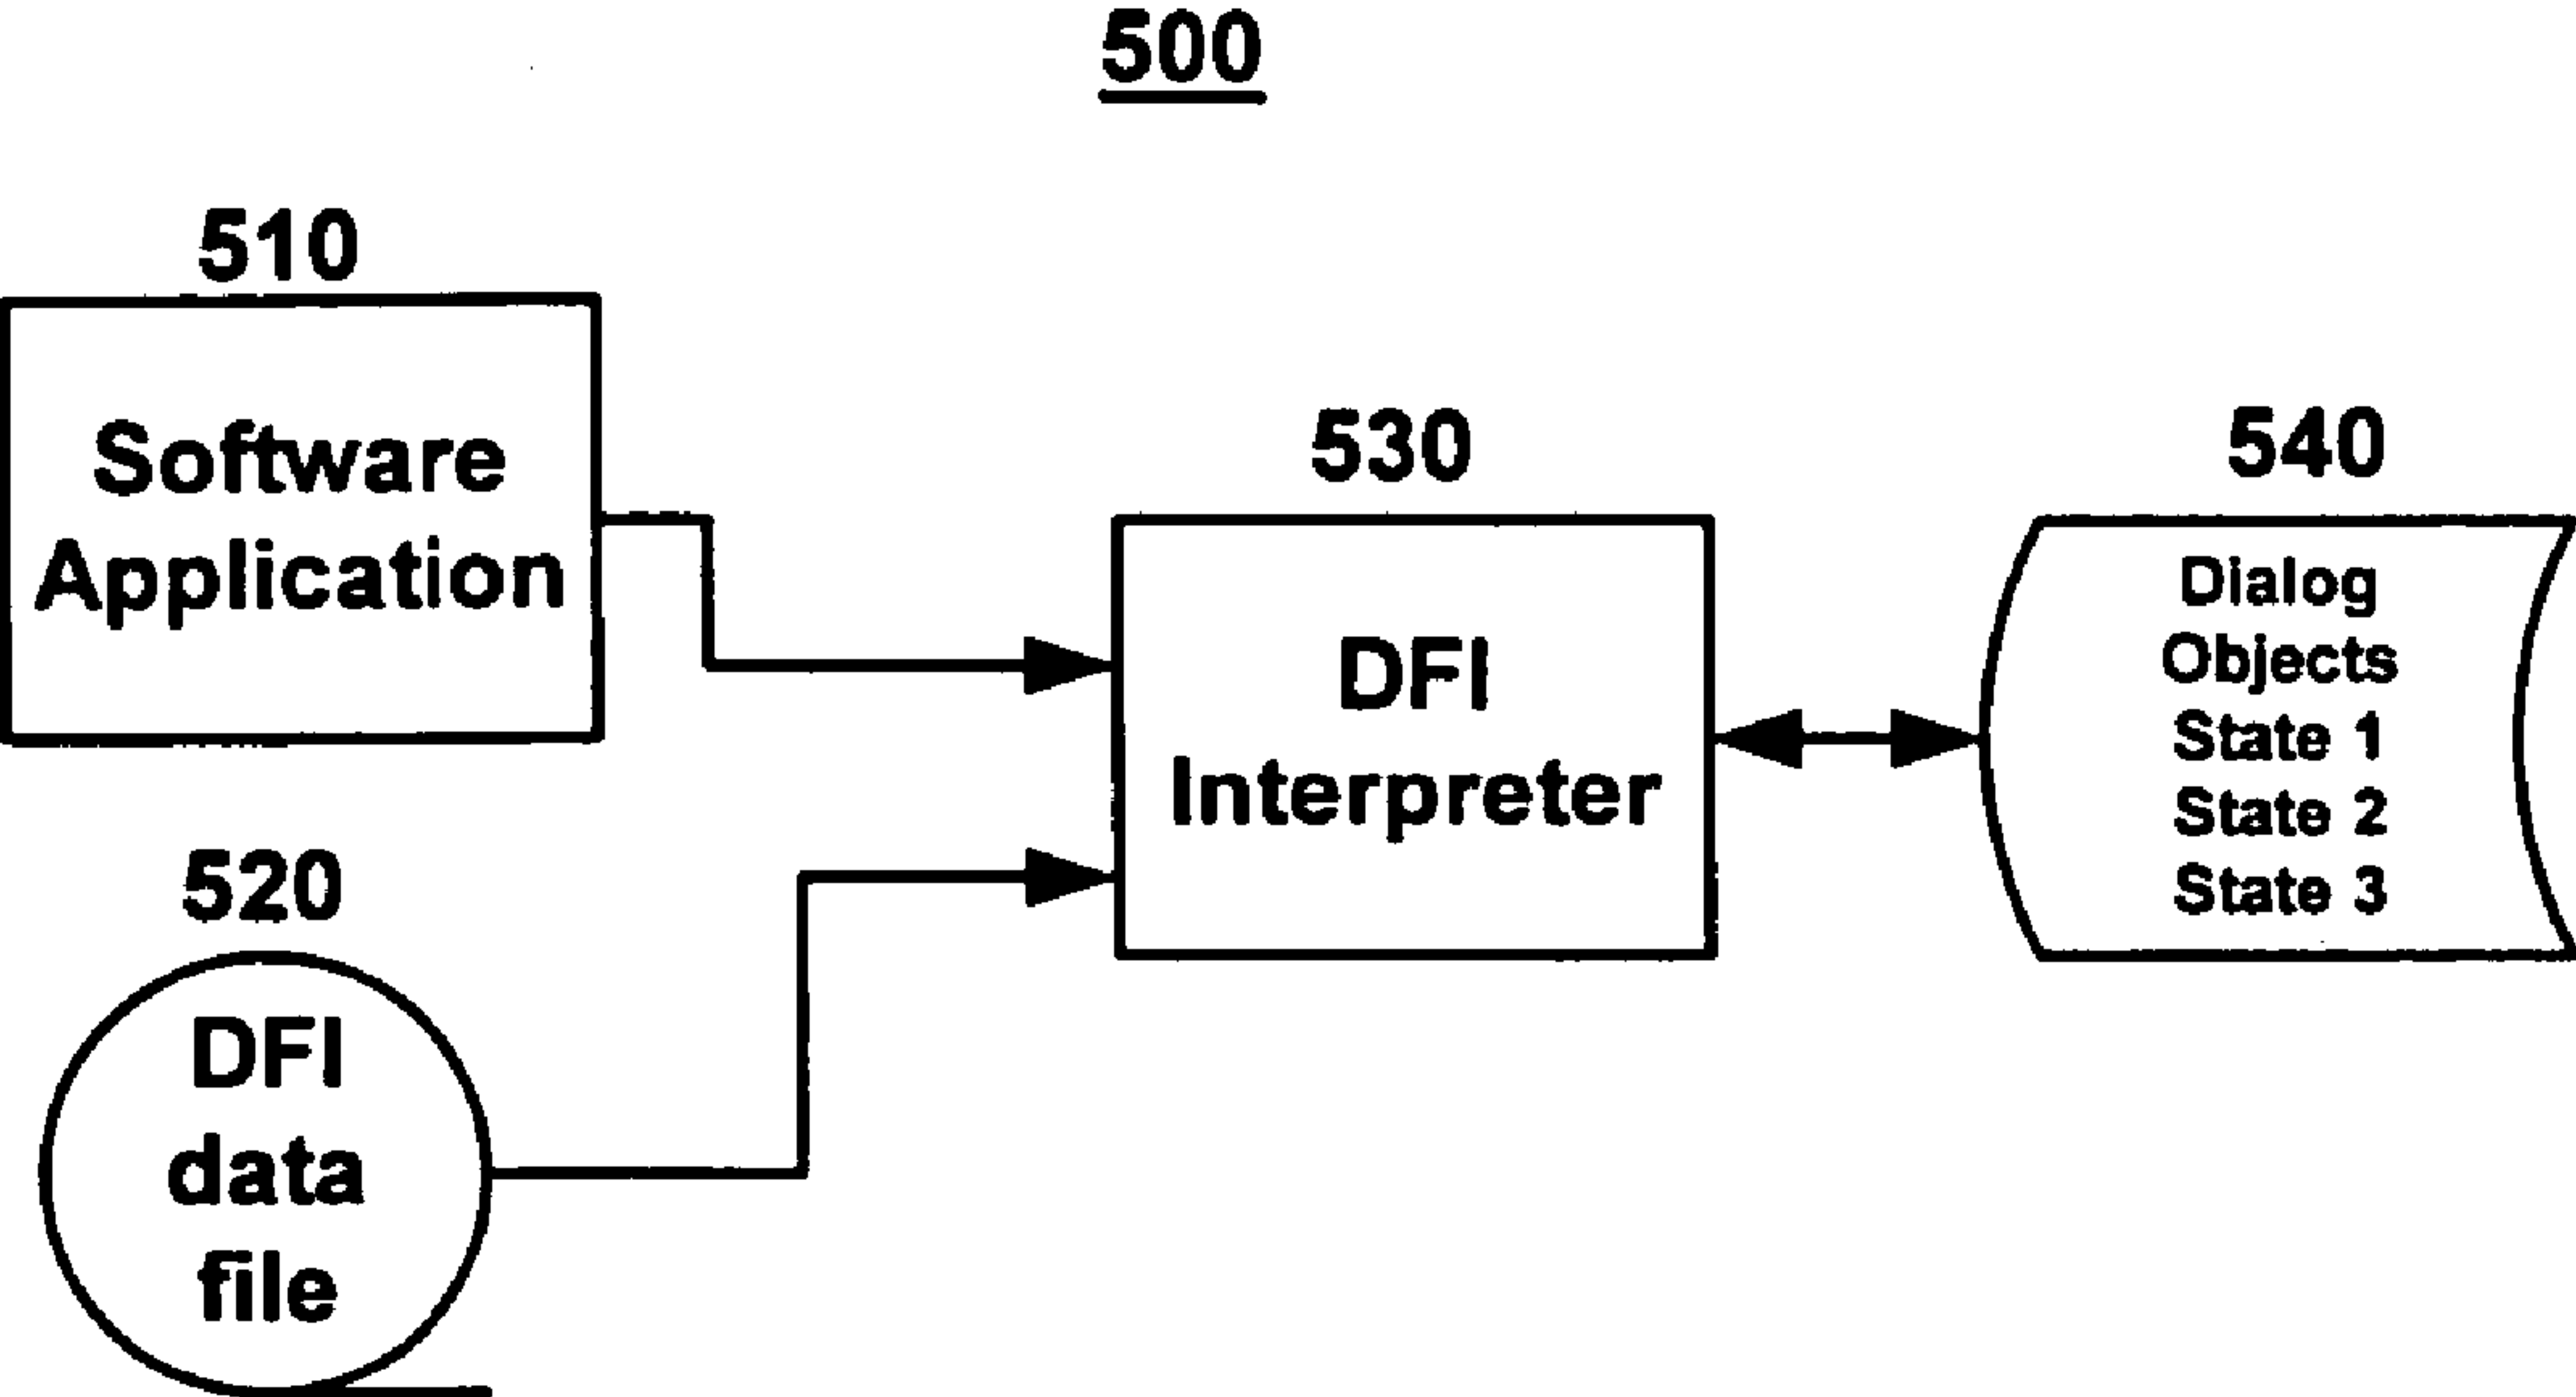 500
510
Software
Application
520
DFI
data
file
530
DFI
Interpreter
540
Dialog
Objects
State 1
State 2
State 3